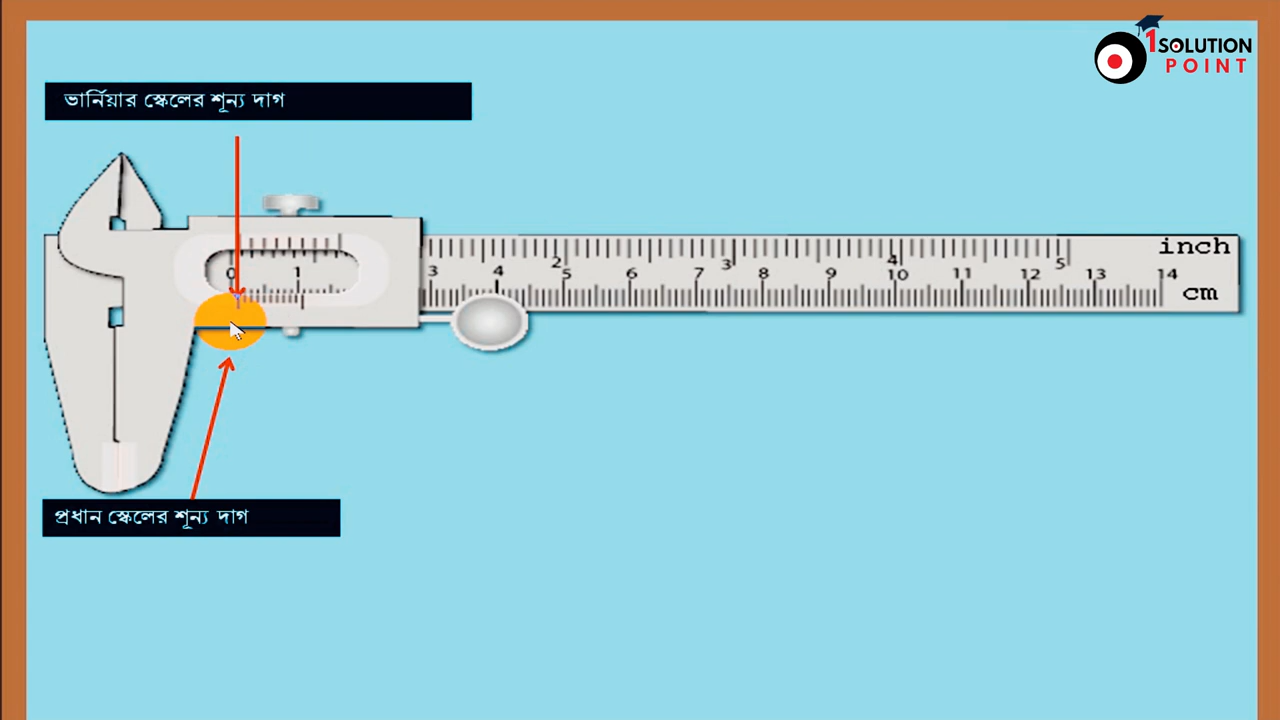 1SOLUTION
POINT
ভার্নিয়ার স্কেলের শূন্য দাগ
inch
2 3 4 5
0 1 3 4 5 6 7 8 9 10 11 12 13 14
cm
প্রধান স্কেলের শূন্য দাগ